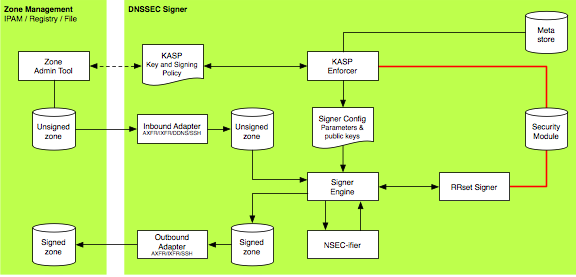 Zone Management
IPAM / Registry / File
DNSSEC Signer
Meta
store
Zone
Admin Tool
KASP
Key and Signing
Policy
KASP
Enforcer
Unsigned
zone
Inbound Adapter
AXFR/IXFR/DDNS/SSH
Unsigned
zone
Signer Config
Parameters &
public keys
Security
Module
Signer
Engine
RRset Signer
Signed
zone
Outbound
Adapter
AXFR/IXFR/SSH
Signed
zone
NSEC-ifier